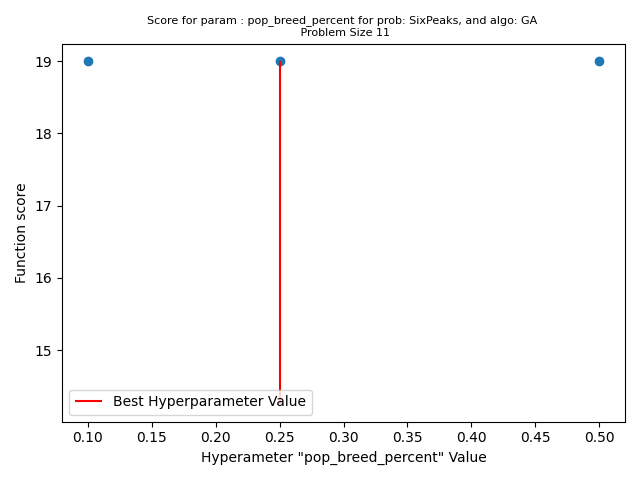 Score for param : pop_breed_percent for prob: SixPeaks, and algo: GA
Problem Size 11
19
18
17
16
15
Function score
Best Hyperparameter Value
0.10 0.15 0.20 0.25 0.30 0.35 0.40 0.45 0.50
Hyperameter "pop_breed_percent" Value